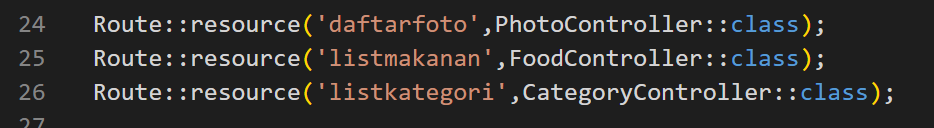 24 Route::resource('daftarfoto',PhotoController::class);
25 Route::resource('listmakanan',FoodController::class);
26 Route::resource('listkategori',CategoryController::class);
27